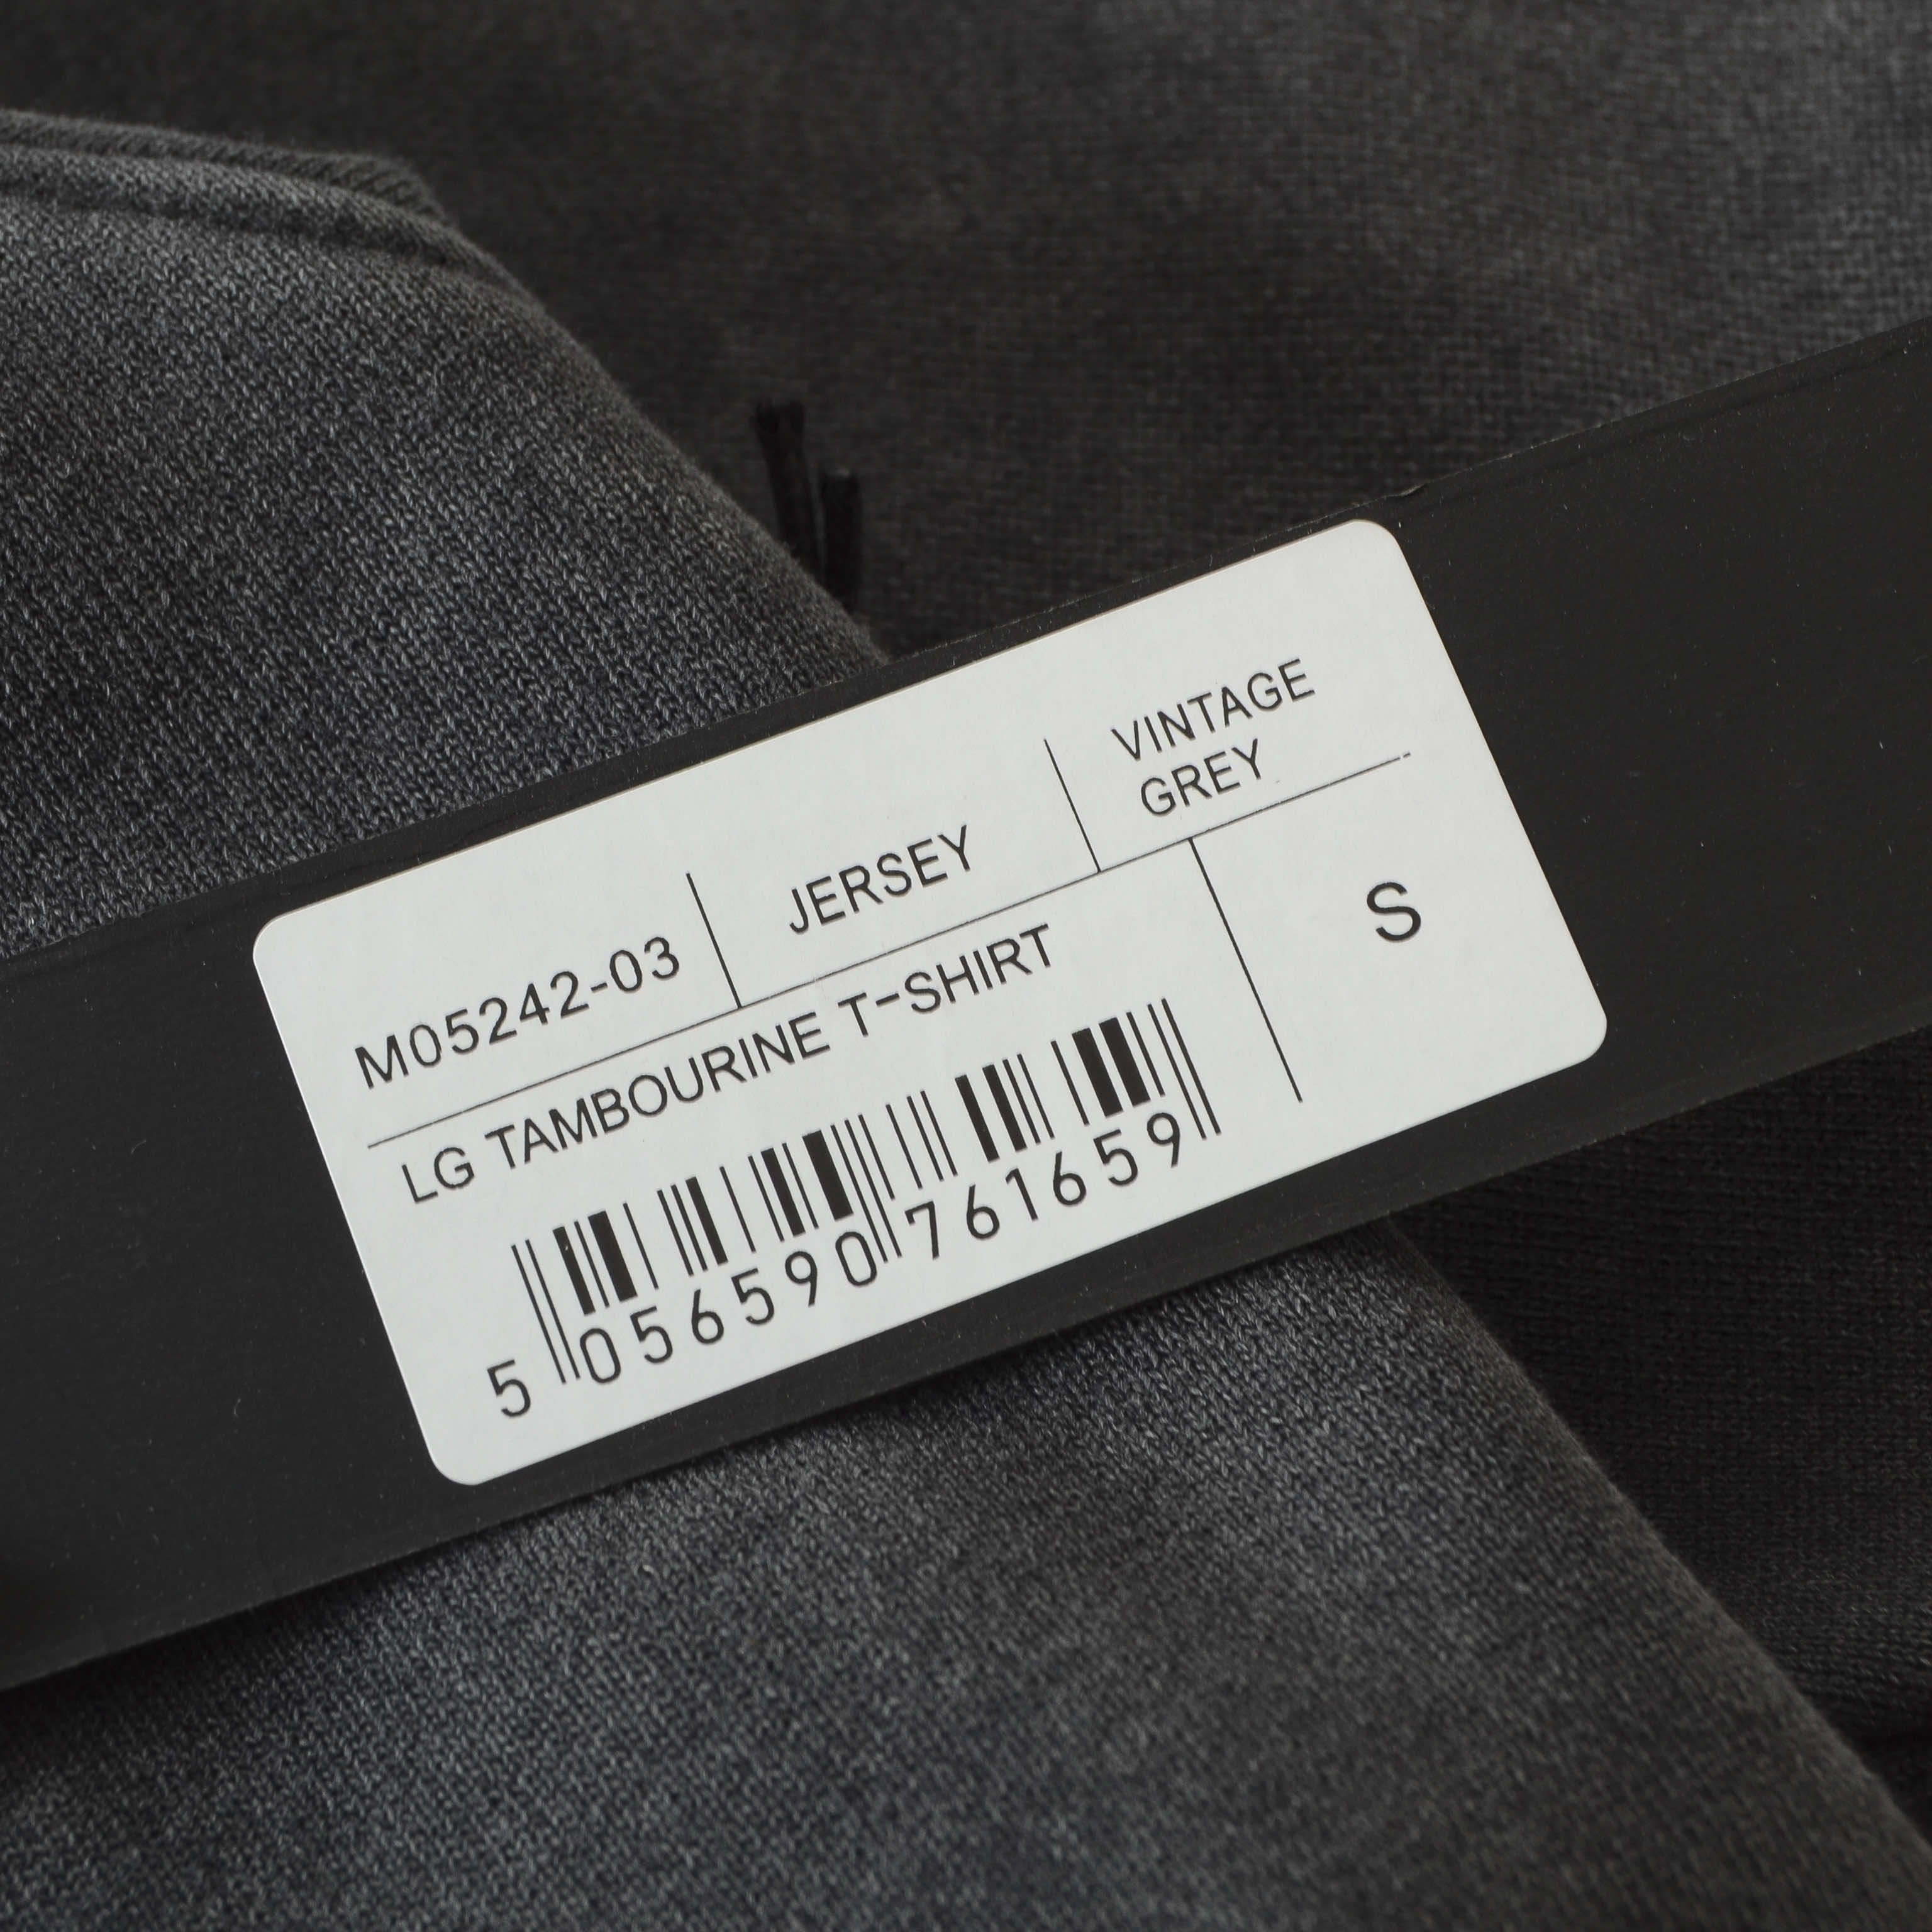 M05242-03
JERSEY
VINTAGE
GREY
LG TAMBOURINE T-SHIRT
S
5 056590 761659